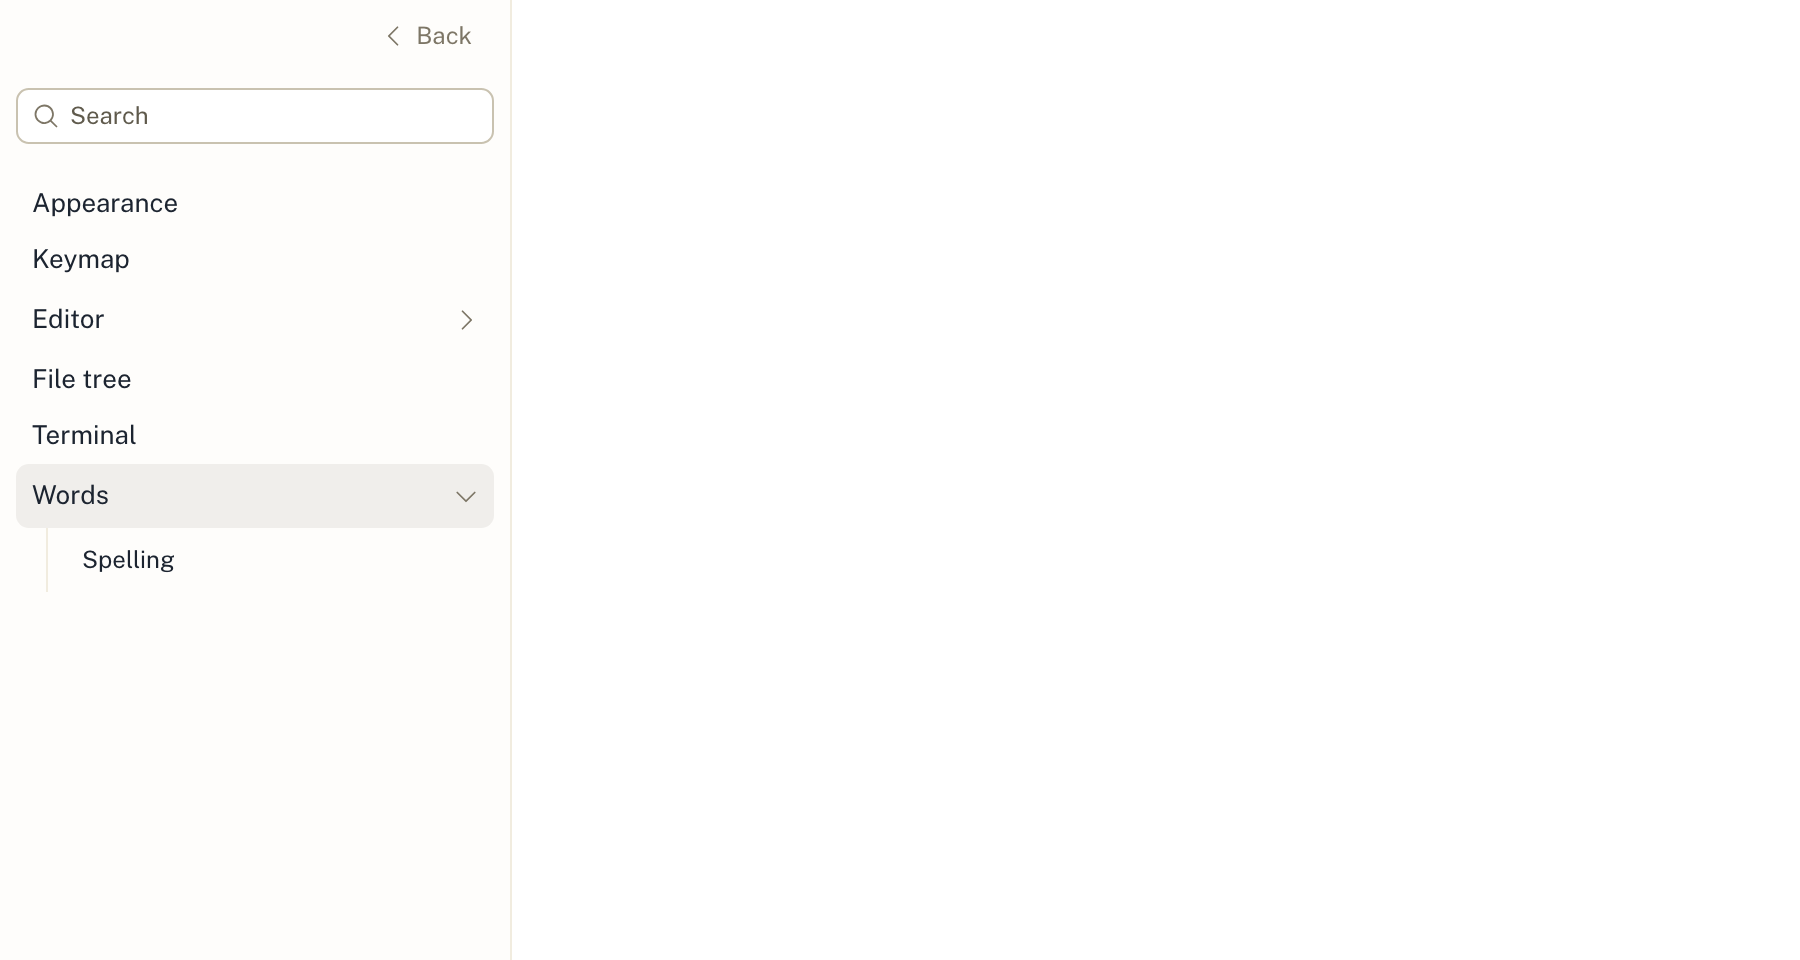 Back
Search
Appearance
Keymap
Editor
File tree
Terminal
Words
Spelling